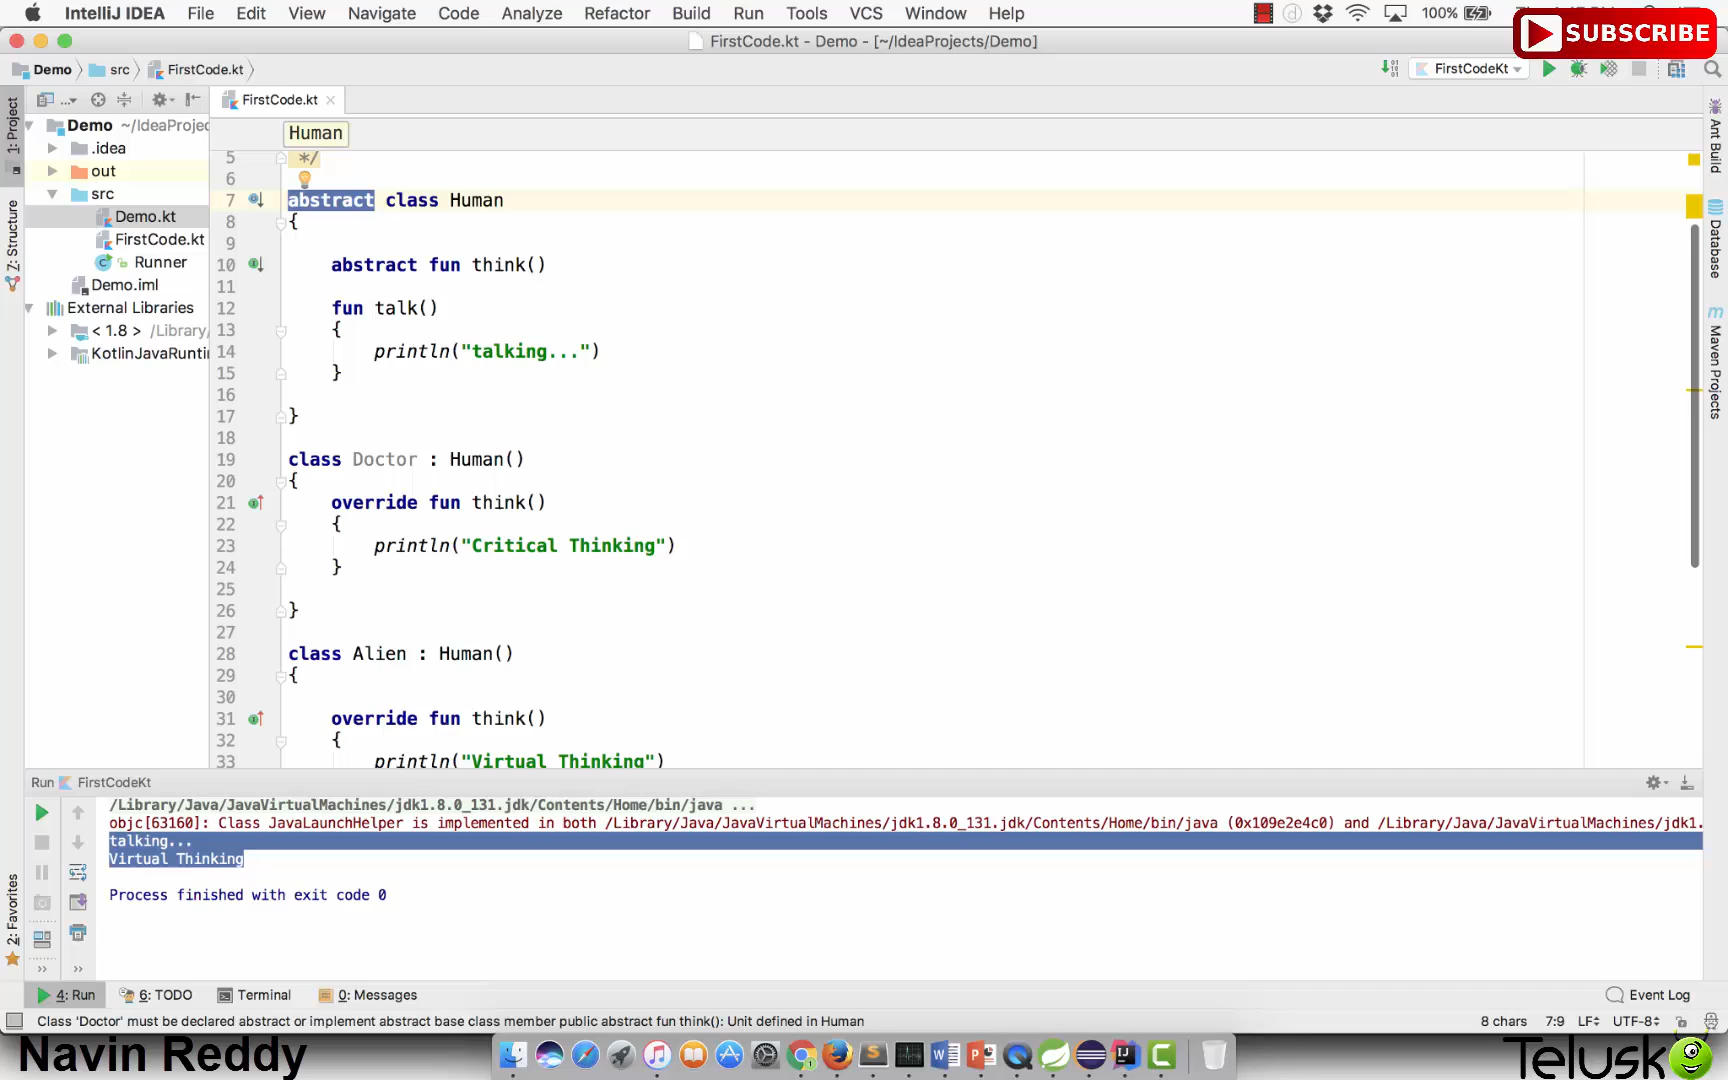 IntelliJ IDEA File Edit View Navigate Code Analyze Refactor Build Run Tools VCS Window Help 100%
SUBSCRIBE
FirstCode.kt - Demo - [~/IdeaProjects/Demo]
Demo src FirstCode.kt FirstCodeKt
FirstCode.kt
Human
1: Project
Z: Structure
2: Favorites
Demo ~/IdeaProjec
.idea
out
src
Demo.kt
FirstCode.kt
Runner
Demo.iml
External Libraries
< 1.8 > /Library/
KotlinJavaRunti
5 */
6
7 abstract class Human
8 {
9
10 abstract fun think()
11
12 fun talk()
13 {
14 println("talking...")
15 }
16
17 }
18
19 class Doctor : Human()
20 {
21 override fun think()
22 {
23 println("Critical Thinking")
24 }
25
26 }
27
28 class Alien : Human()
29 {
30
31 override fun think()
32 {
33 println("Virtual Thinking")
Ant Build
Database
Maven Projects
Run FirstCodeKt
/Library/Java/JavaVirtualMachines/jdk1.8.0_131.jdk/Contents/Home/bin/java ...
objc[63160]: Class JavaLaunchHelper is implemented in both /Library/Java/JavaVirtualMachines/jdk1.8.0_131.jdk/Contents/Home/bin/java (0x109e2e4c0) and /Library/Java/JavaVirtualMachines/jdk1.
talking...
Virtual Thinking
Process finished with exit code 0
4: Run 6: TODO Terminal 0: Messages Event Log
Class 'Doctor' must be declared abstract or implement abstract base class member public abstract fun think(): Unit defined in Human 8 chars 7:9 LF UTF-8
Navin Reddy
Telusko